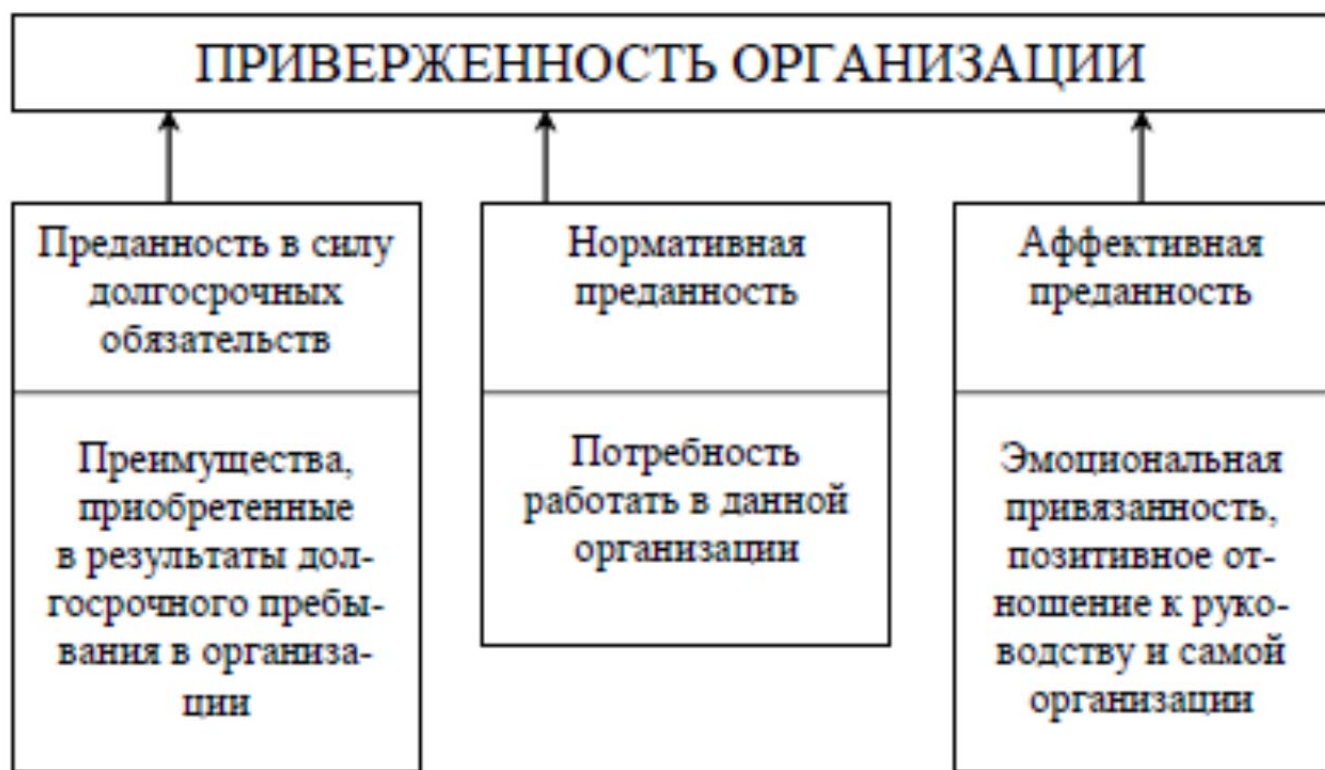 ПРИВЕРЖЕННОСТЬ ОРГАНИЗАЦИИ
Преданность в силу
долгосрочных
обязательств
Преимущества,
приобретенные
в результаты дол-
госрочного пребы-
вания в организа-
ции
Нормативная
преданность
Потребность
работать в данной
организации
Аффективная
преданность
Эмоциональная
привязанность,
позитивное от-
ношение к руко-
водству и самой
организации